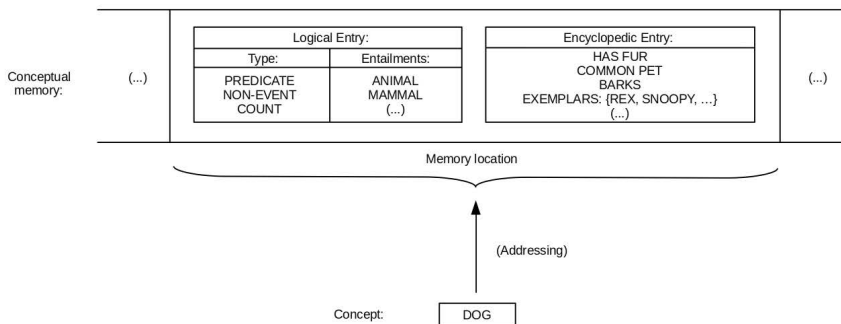 Logical Entry:
Type:
Entailments:
PREDICATE
NON-EVENT
COUNT
ANIMAL
MAMMAL
(...)
Encyclopedic Entry:
HAS FUR
COMMON PET
BARKS
EXEMPLARS: {REX, SNOOPY, …}
(...)
Conceptual
memory:
(...)
(...)
Memory location
(Addressing)
Concept:
DOG